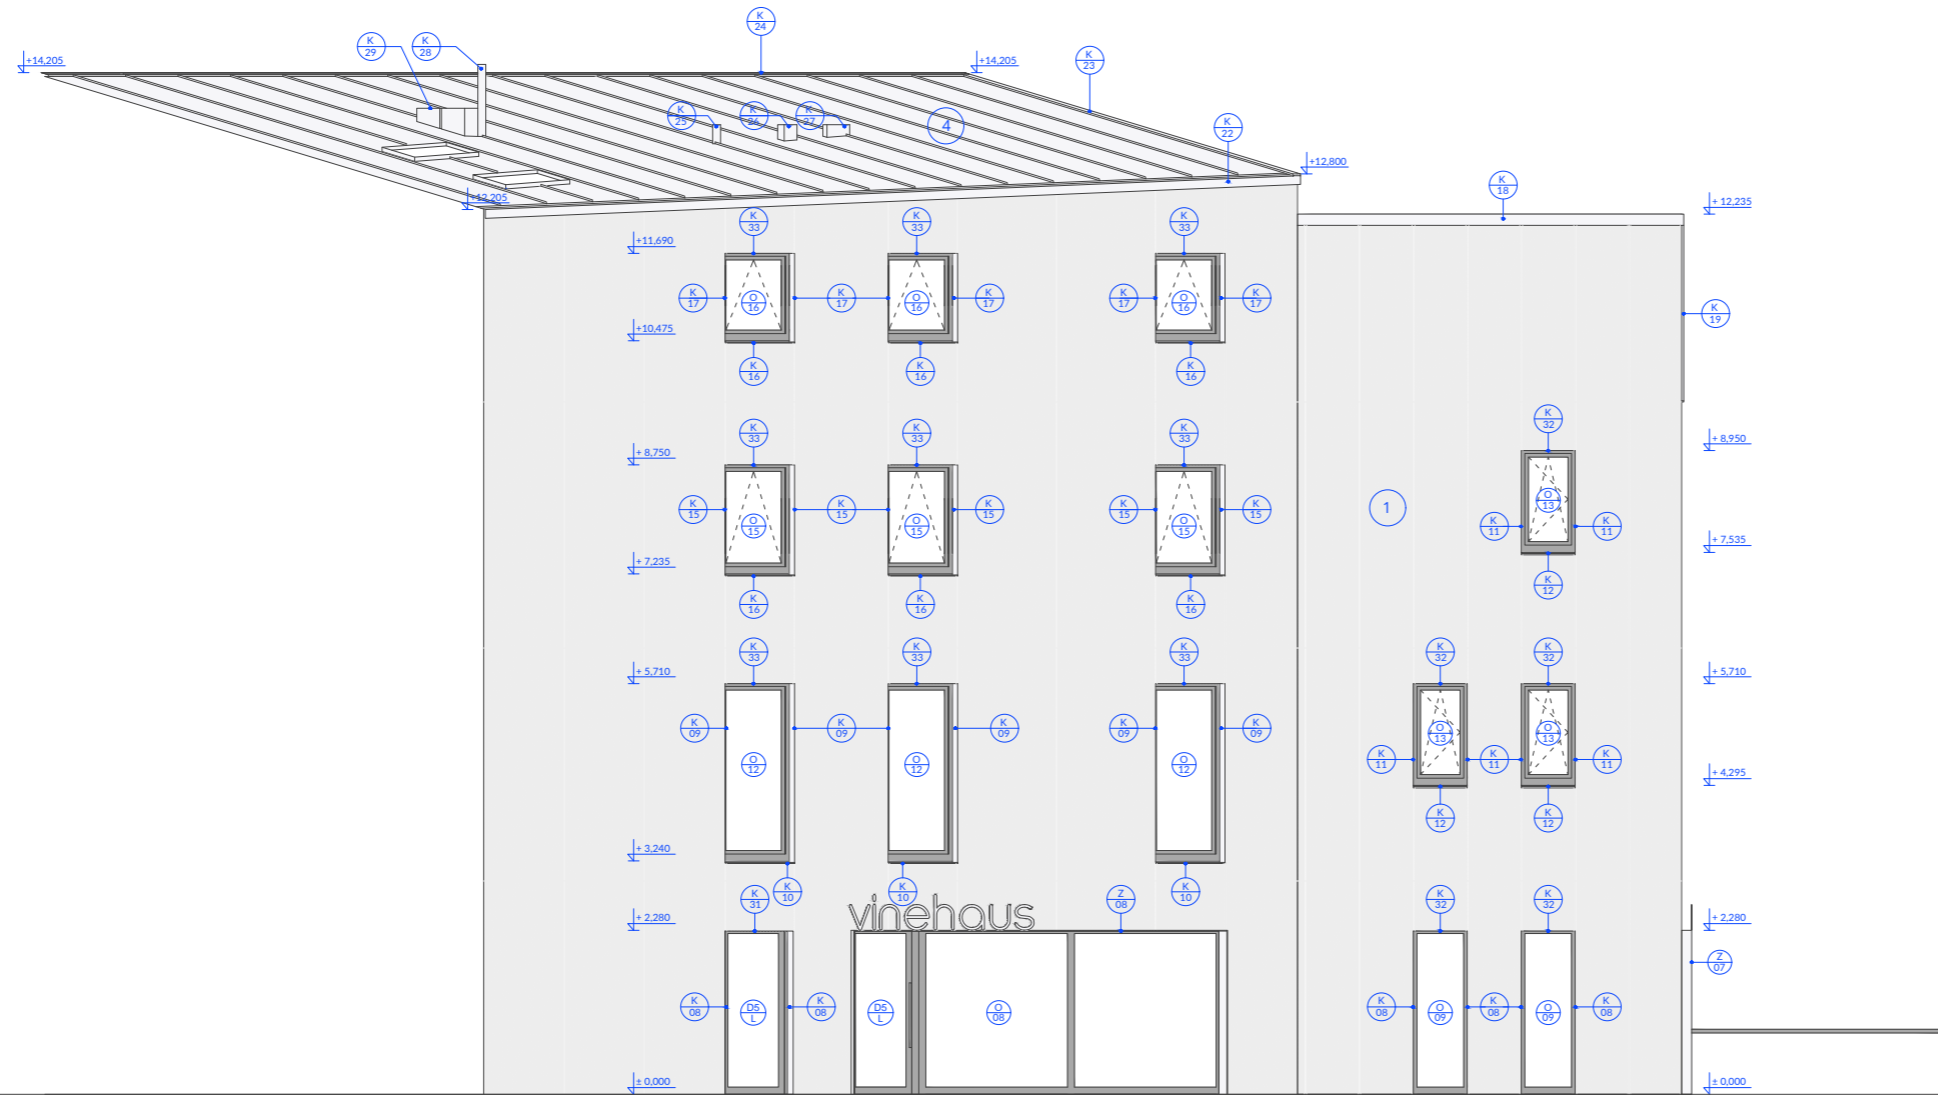 K
24
K
29
K
28
+14,205
+14,205
K
23
K
25
K
26
K
27
4
K
22
+12,800
K
18
+12,205
+ 12,235
K
33
K
33
K
33
+11,690
K
17
O
16
K
17
O
16
K
17
K
17
O
16
K
17
K
19
+10,475
K
16
K
16
K
16
K
33
K
33
K
33
K
32
+ 8,750
+ 8,950
K
15
O
15
K
15
O
15
K
15
K
15
O
15
K
15
1
O
13
K
11
K
11
+ 7,235
+ 7,535
K
16
K
16
K
16
K
12
K
33
K
33
K
33
K
32
K
32
+ 5,710
+ 5,710
K
09
O
12
K
09
O
12
K
09
K
09
O
12
K
09
K
11
O
13
K
11
O
13
K
11
+ 4,295
K
12
K
12
+ 3,240
K
10
K
10
K
10
K
31
vinehaus
Z
08
K
32
K
32
+ 2,280
+ 2,280
Z
07
K
08
D5
L
K
08
D5
L
O
08
K
08
O
09
K
08
O
09
K
08
± 0,000
± 0,000